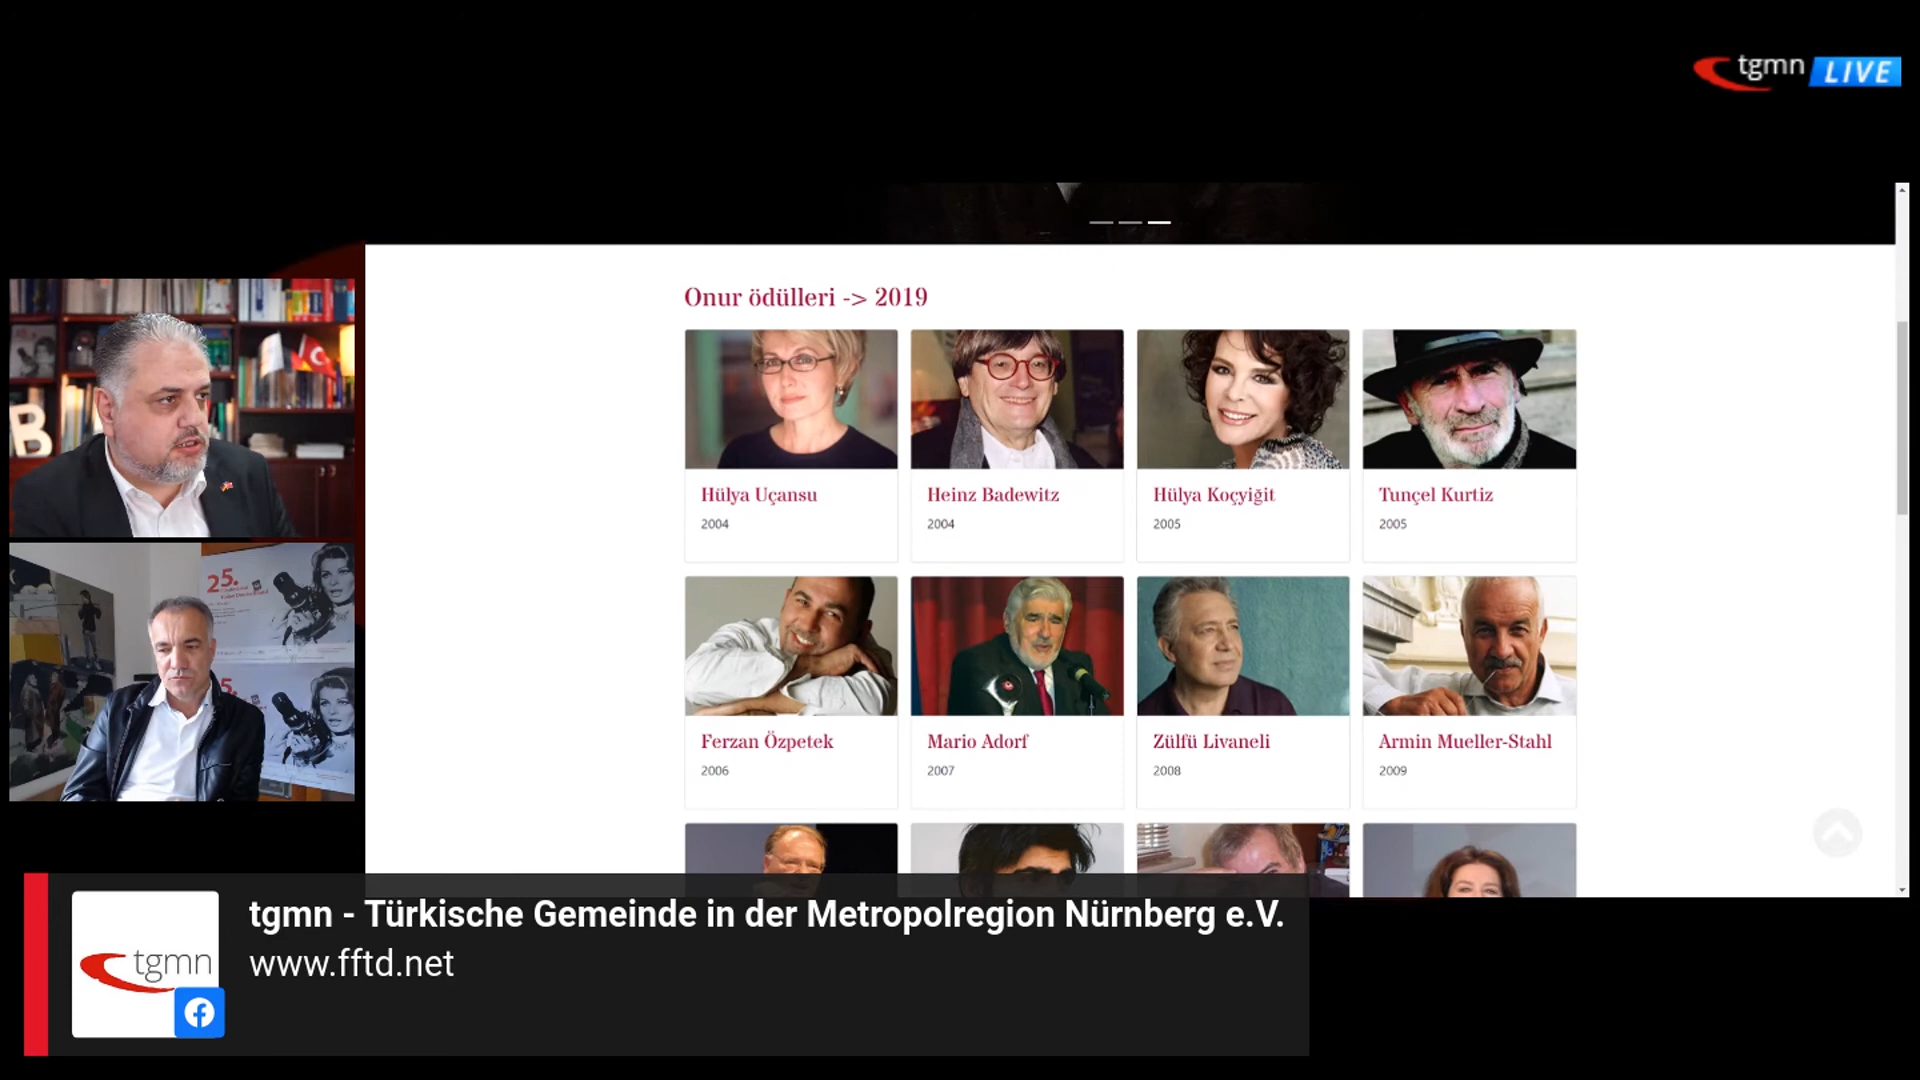 tgmn LIVE
Onur ödülleri -> 2019
Hülya Uçansu
2004
Heinz Badewitz
2004
Hülya Koçyiğit
2005
Tunçel Kurtiz
2005
Ferzan Özpetek
2006
Mario Adorf
2007
Zülfü Livaneli
2008
Armin Mueller-Stahl
2009
B
25.
5.
tgmn
tgmn - Türkische Gemeinde in der Metropolregion Nürnberg e.V.
www.fftd.net